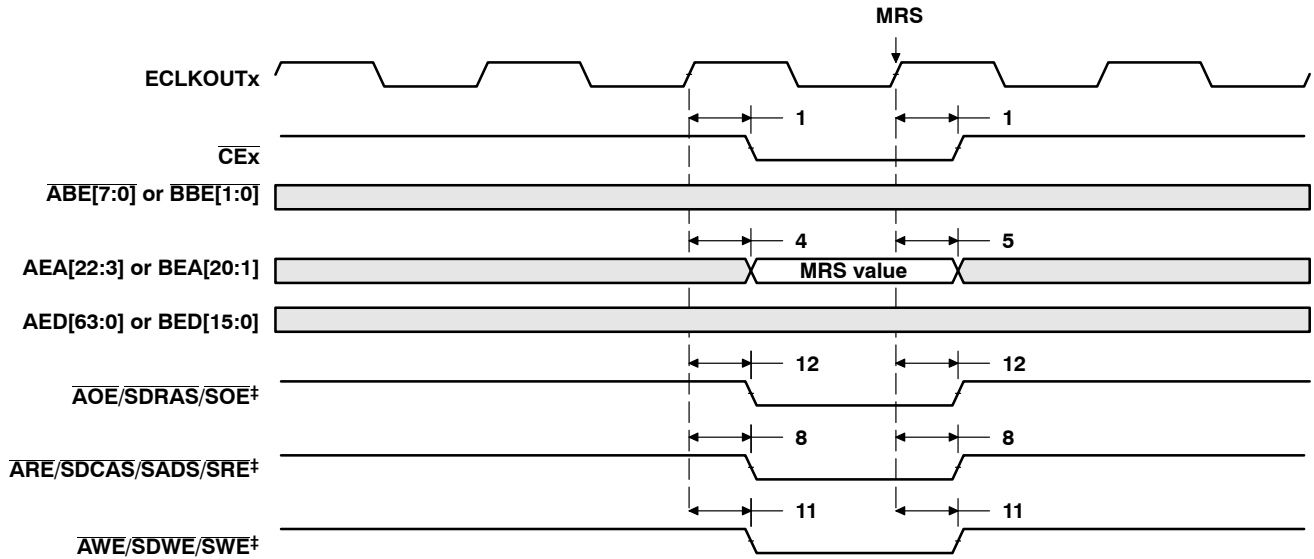 MRS
ECLKOUTx
1 1
CEx
ABE[7:0] or BBE[1:0]
4 5
AEA[22:3] or BEA[20:1] MRS value
AED[63:0] or BED[15:0]
12 12
AOE/SDRAS/SOE‡
8 8
ARE/SDCAS/SADS/SRE‡
11 11
AWE/SDWE/SWE‡